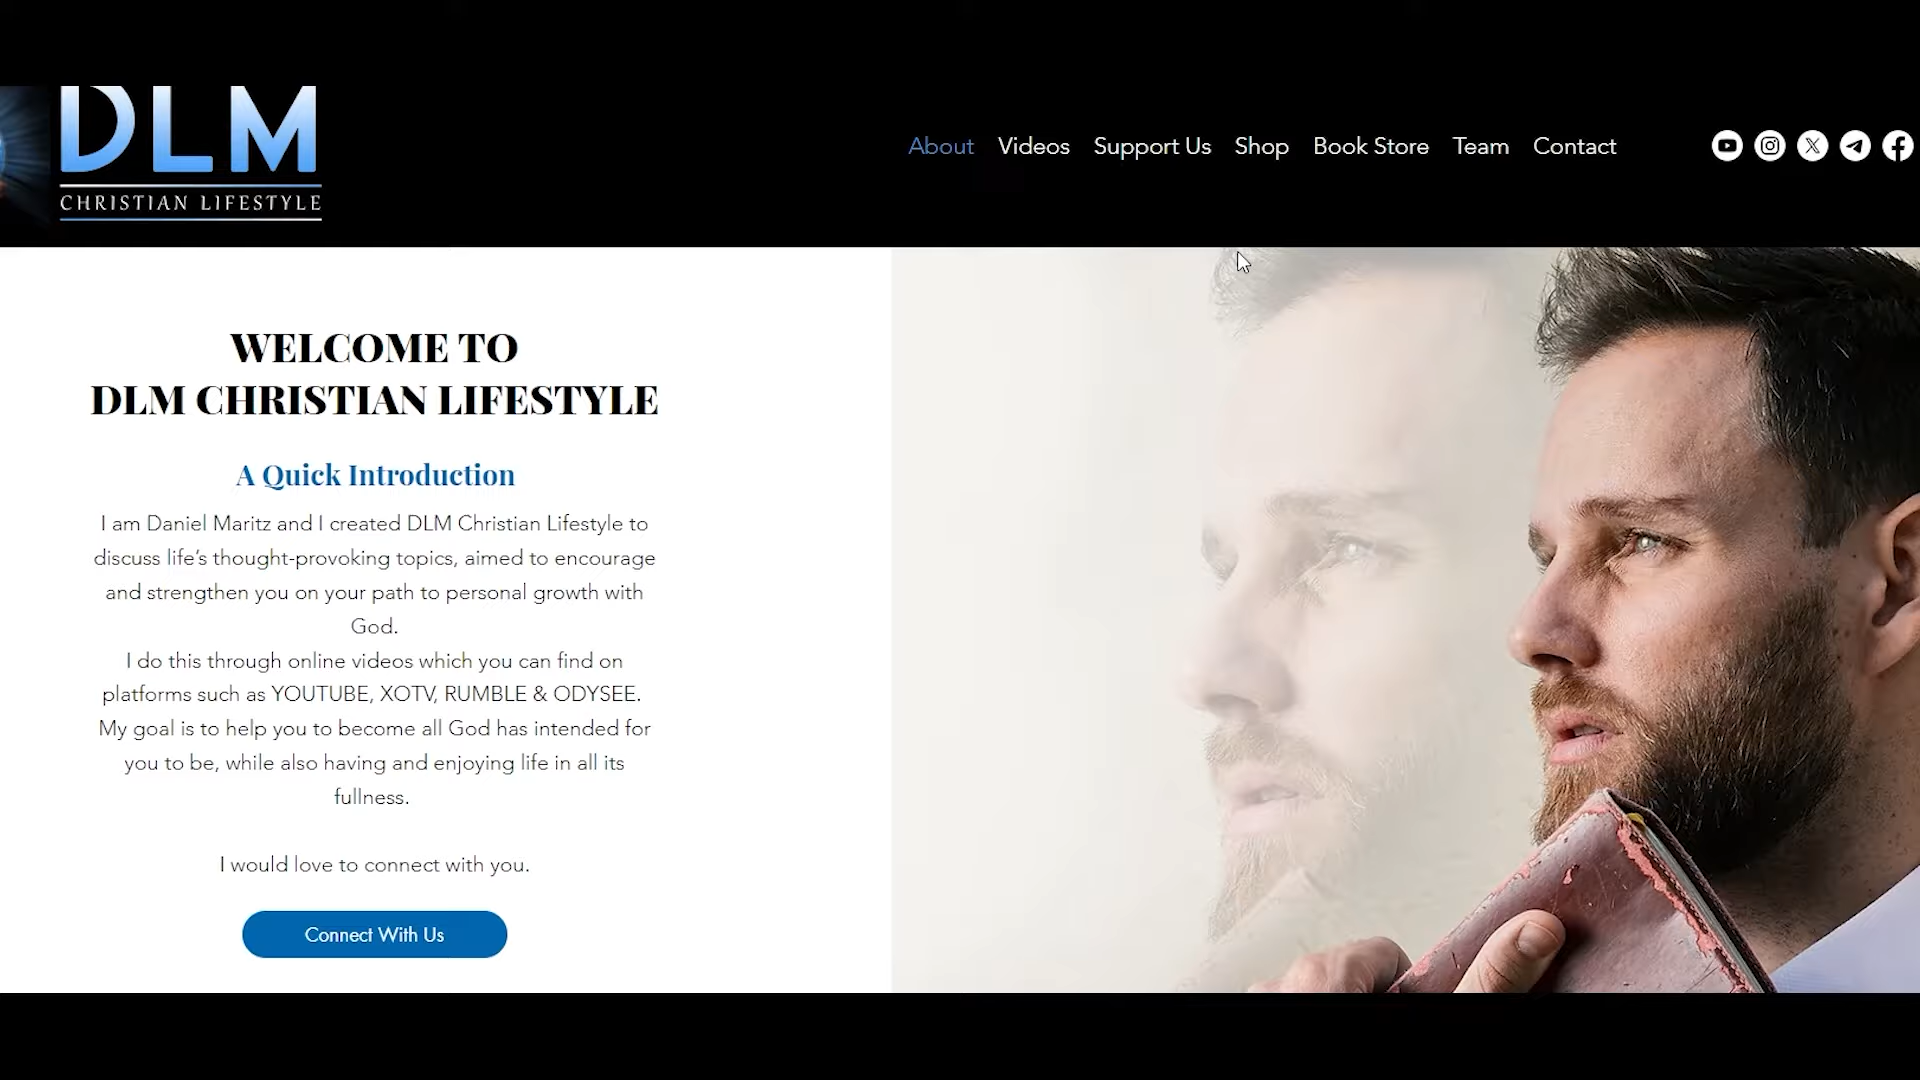 DLM
CHRISTIAN LIFESTYLE
About Videos Support Us Shop Book Store Team Contact
WELCOME TO
DLM CHRISTIAN LIFESTYLE
A Quick Introduction
I am Daniel Maritz and I created DLM Christian Lifestyle to
discuss life’s thought-provoking topics, aimed to encourage
and strengthen you on your path to personal growth with
God.
I do this through online videos which you can find on
platforms such as YOUTUBE, XOTV, RUMBLE & ODYSEE.
My goal is to help you to become all God has intended for
you to be, while also having and enjoying life in all its
fullness.
I would love to connect with you.
Connect With Us